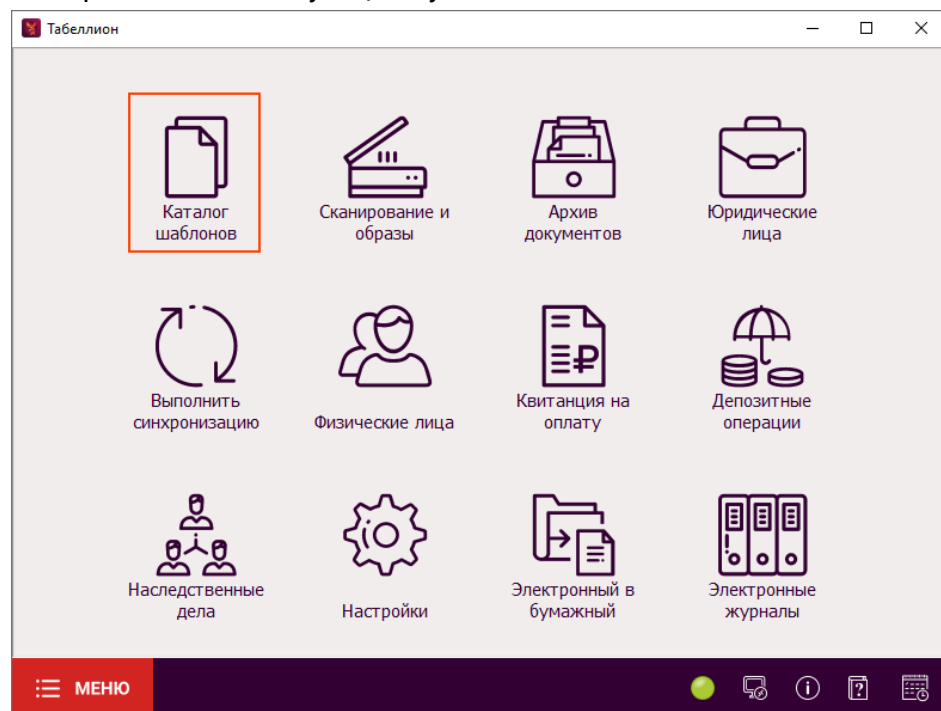 Табеллион
Каталог
шаблонов
Сканирование и
образы
Архив
документов
Юридические
лица
Выполнить
синхронизацию
Физические лица
Квитанция на
оплату
Депозитные
операции
Наследственные
дела
Настройки
Электронный в
бумажный
Электронные
журналы
МЕНЮ